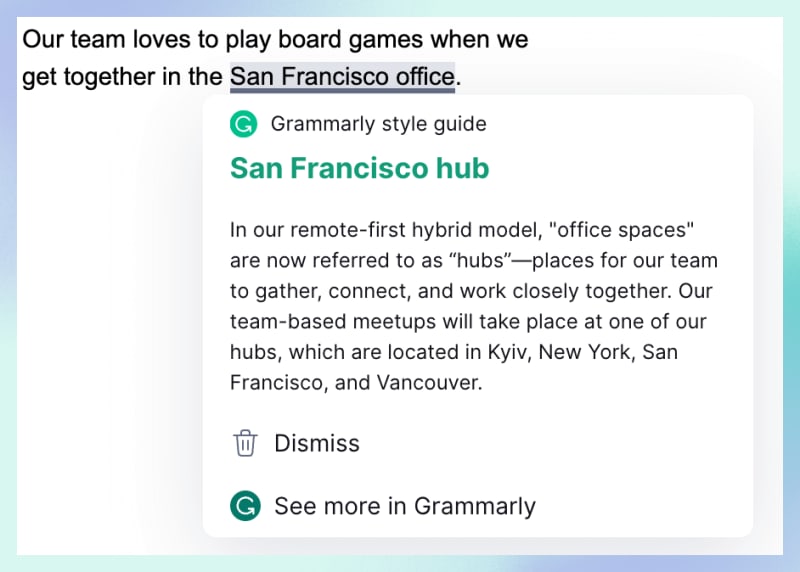 Our team loves to play board games when we
get together in the San Francisco office.
Grammarly style guide
San Francisco hub
In our remote-first hybrid model, "office spaces"
are now referred to as “hubs”—places for our team
to gather, connect, and work closely together. Our
team-based meetups will take place at one of our
hubs, which are located in Kyiv, New York, San
Francisco, and Vancouver.
Dismiss
See more in Grammarly